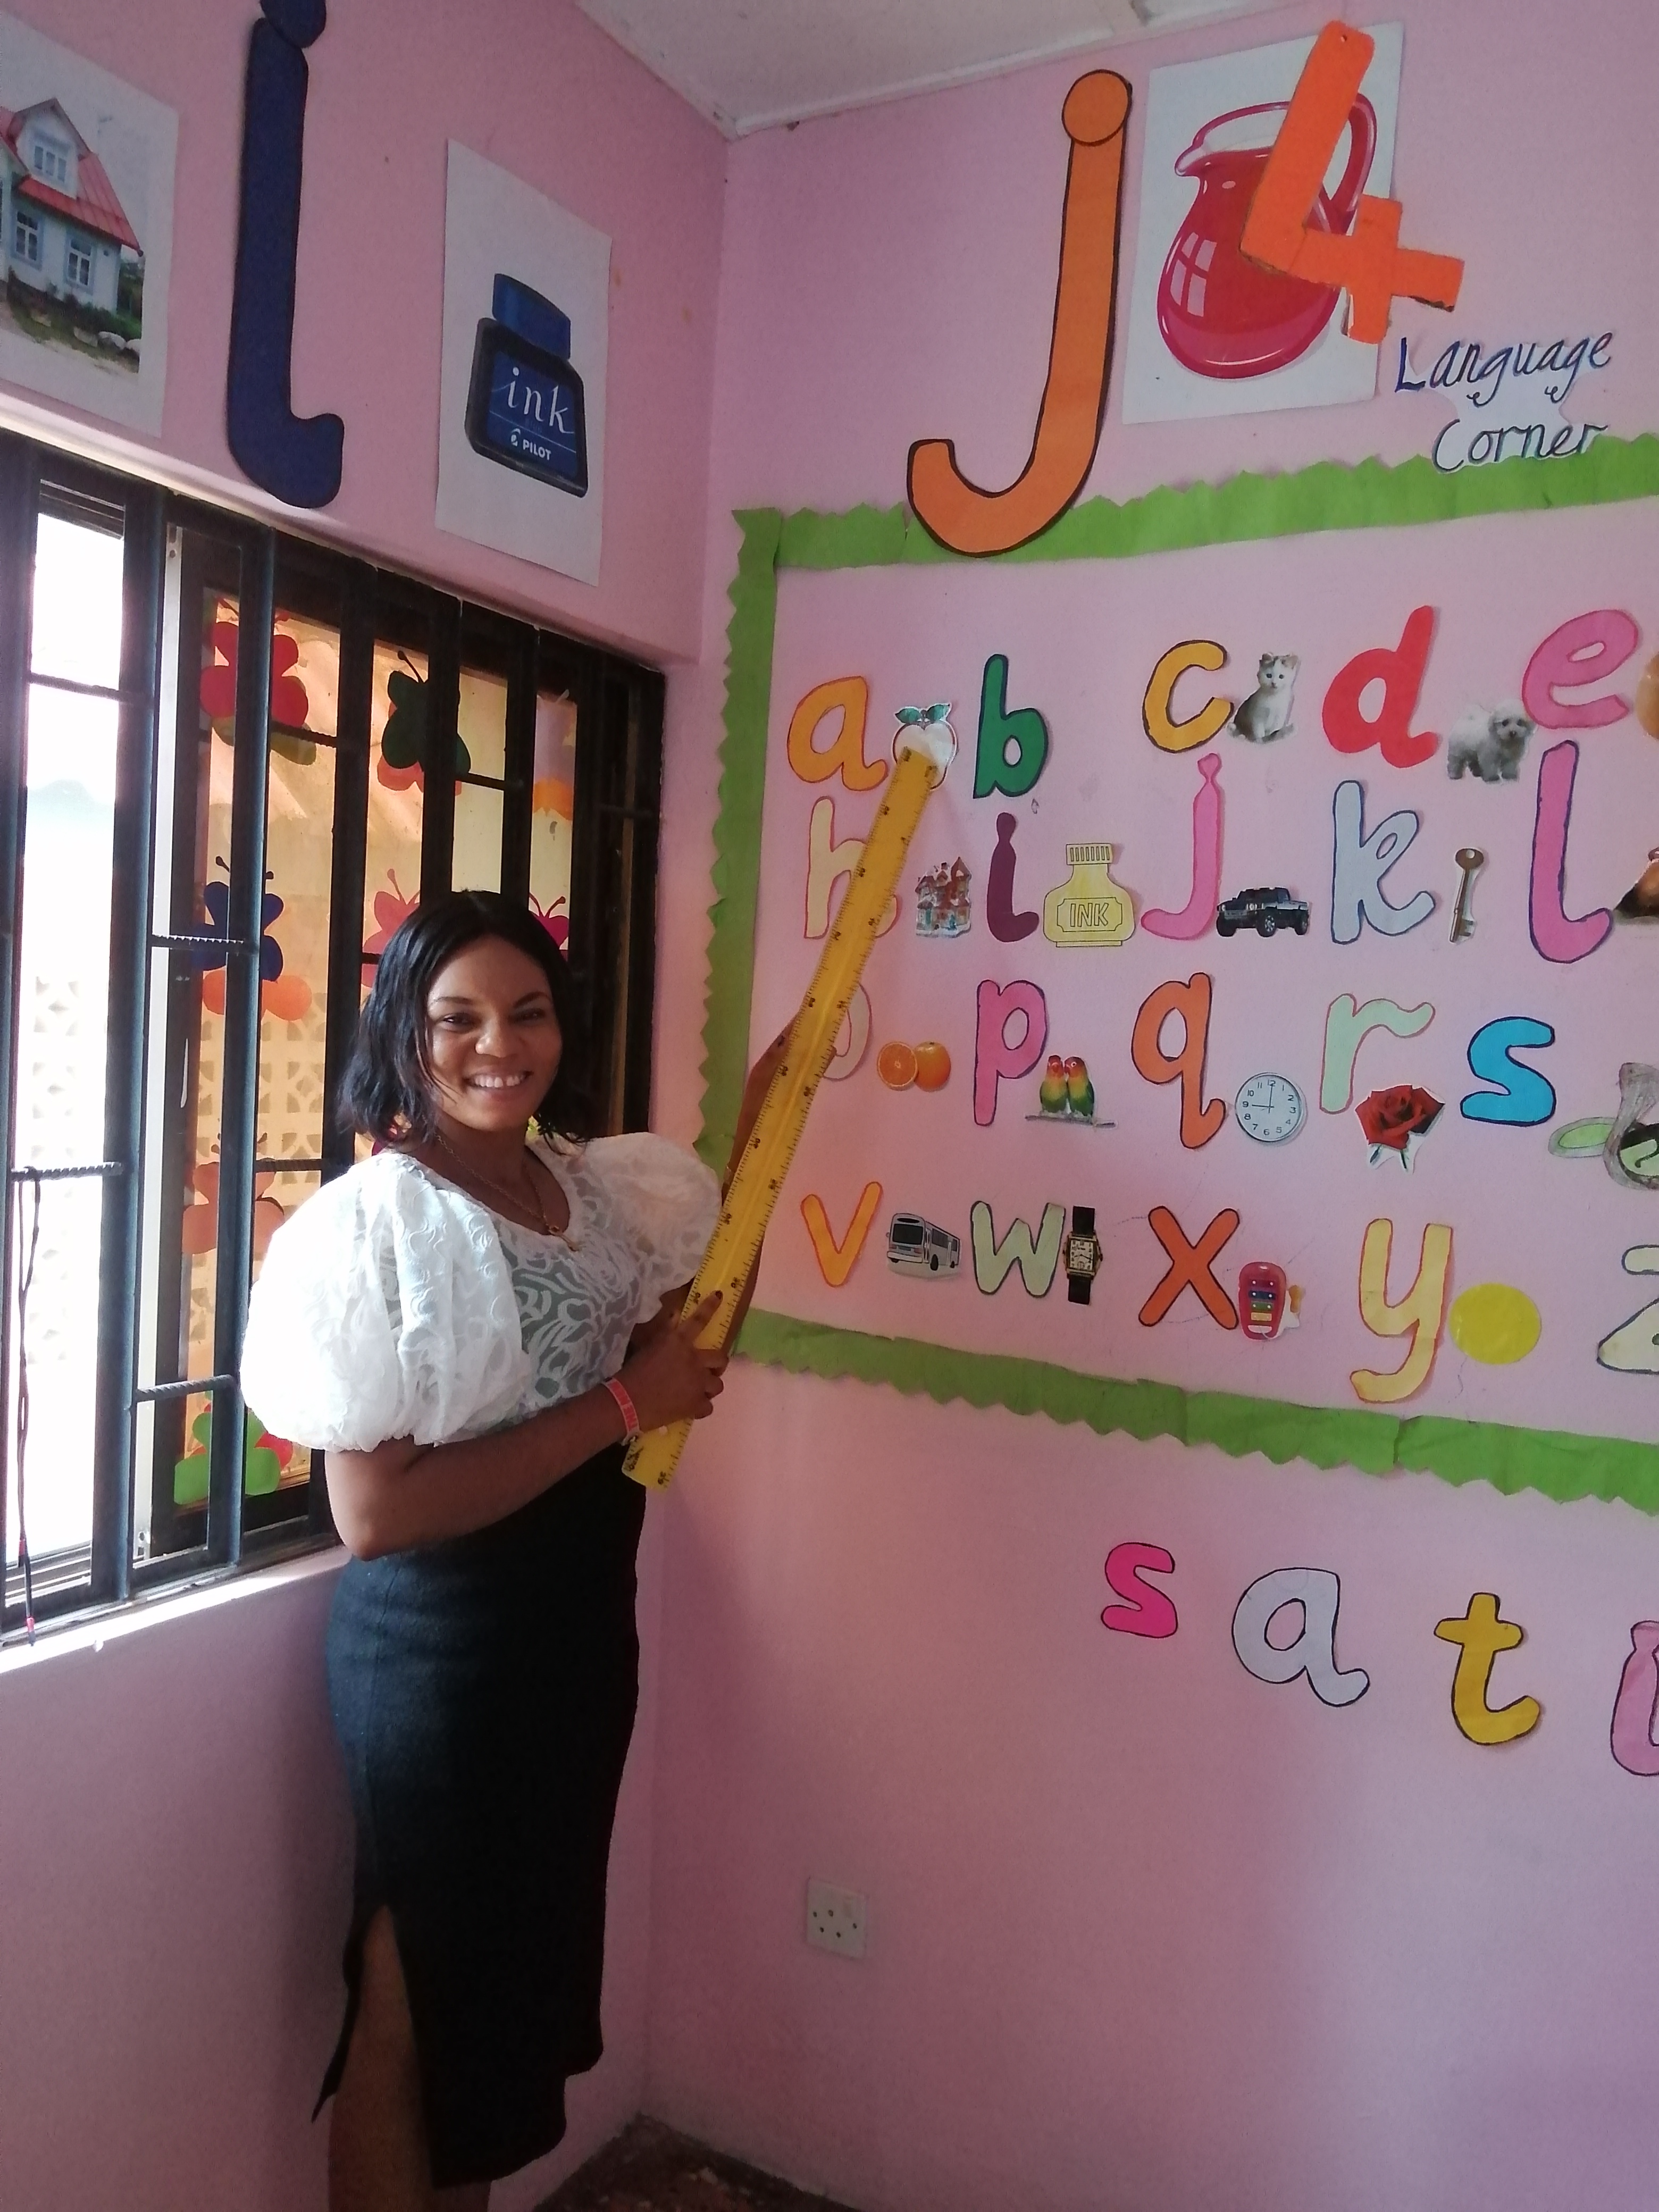 i
ink
PILOT
j
4
Language
Corner
a b c d e
h i INK j k l
p q r s
v w x y z
s a t